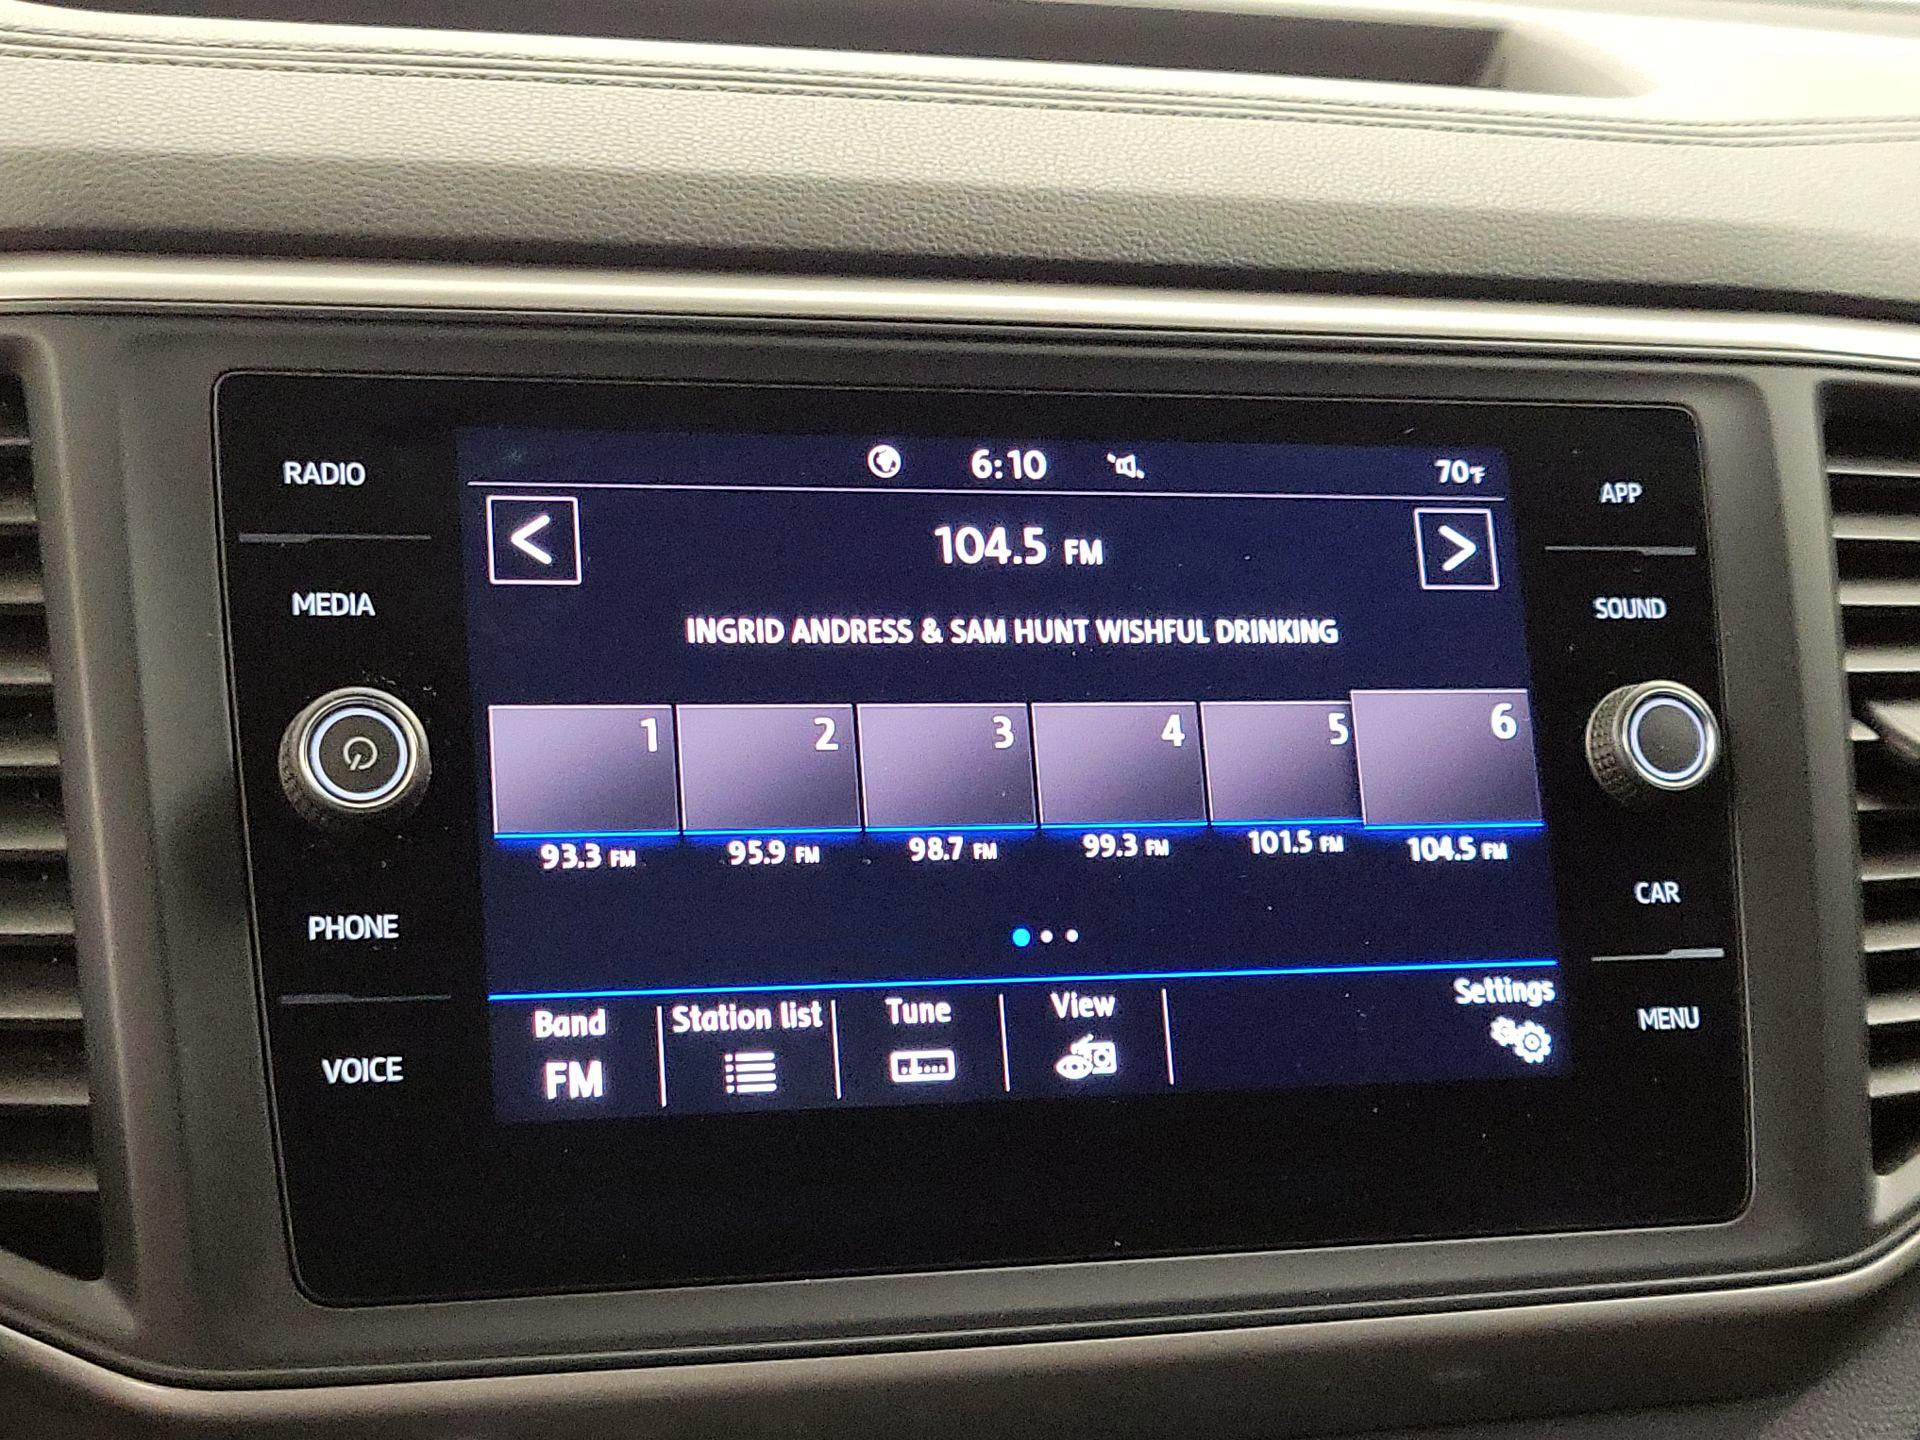 RADIO
MEDIA
PHONE
VOICE
6:10
70°F
<
104.5 FM
>
INGRID ANDRESS & SAM HUNT WISHFUL DRINKING
1 2 3 4 5 6
93.3 FM 95.9 FM 98.7 FM 99.3 FM 101.5 FM 104.5 FM
Band Station list Tune View Settings
FM
APP
SOUND
CAR
MENU